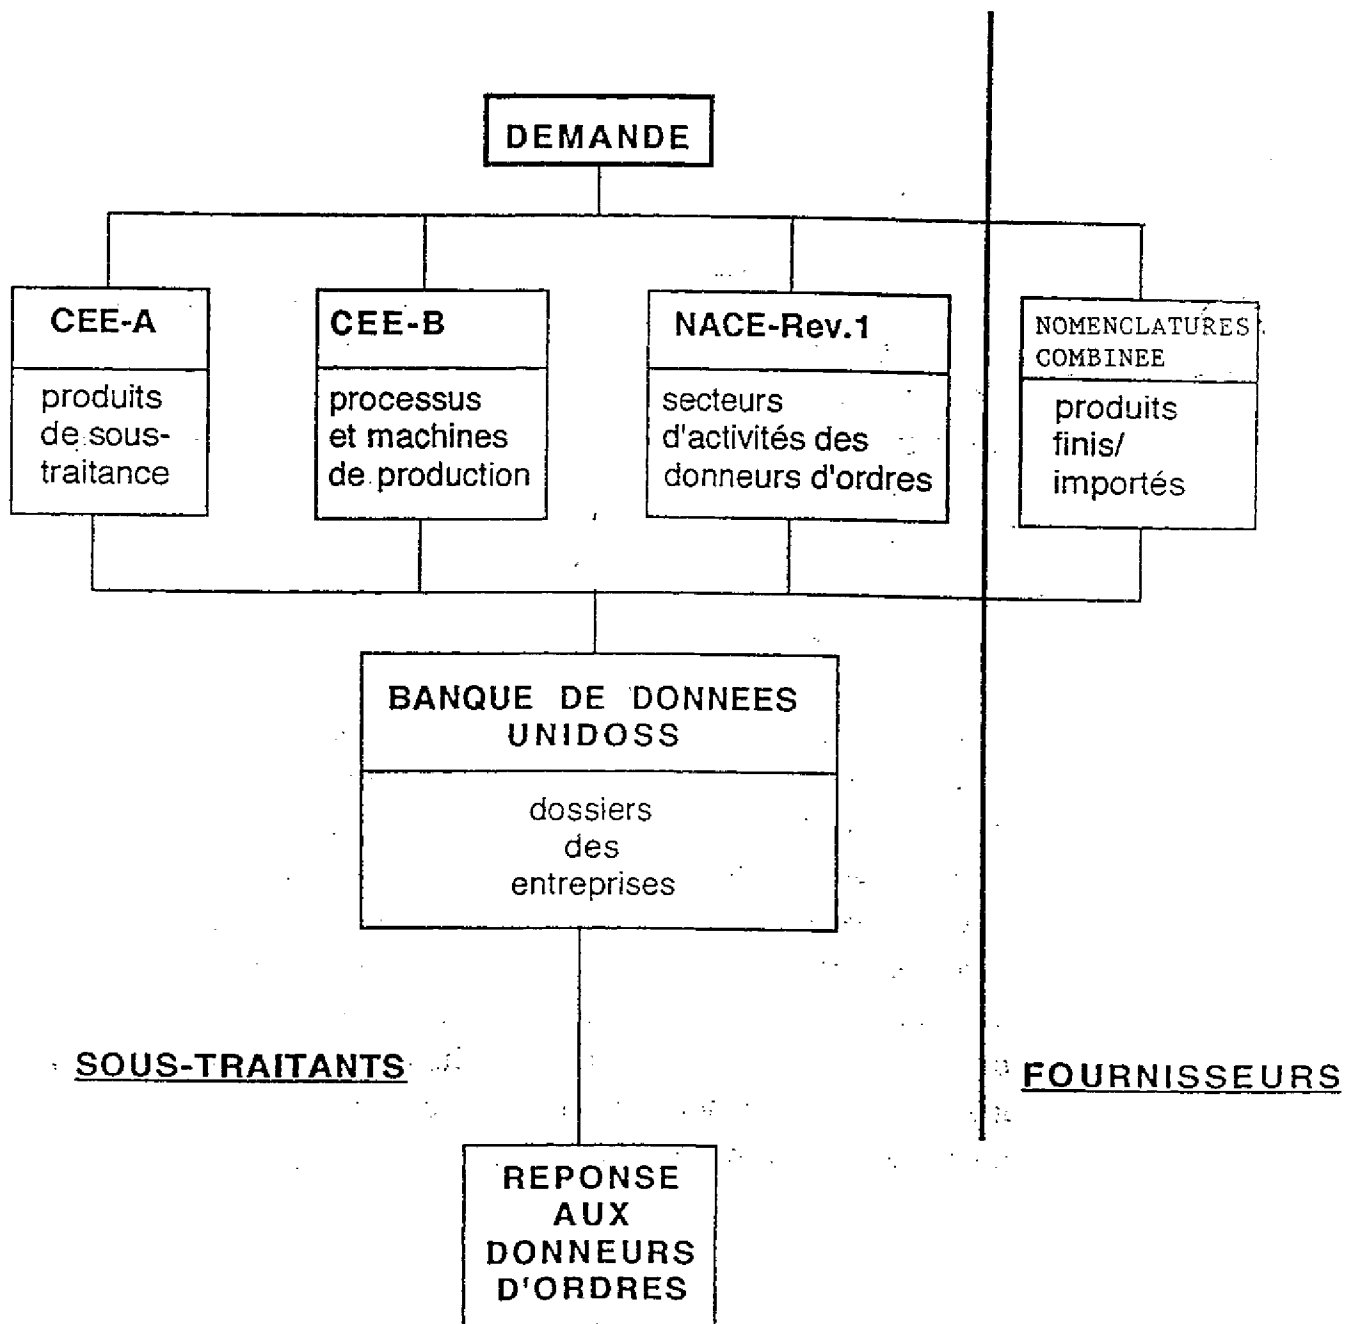 DEMANDE
CEE-A
produits
de sous-
traitance
CEE-B
processus
et machines
de production
NACE-Rev.1
secteurs
d'activités des
donneurs d'ordres
NOMENCLATURES
COMBINEE
produits
finis/
importés
BANQUE DE DONNEES
UNIDOSS
dossiers
des
entreprises
SOUS-TRAITANTS
FOURNISSEURS
REPONSE
AUX
DONNEURS
D'ORDRES